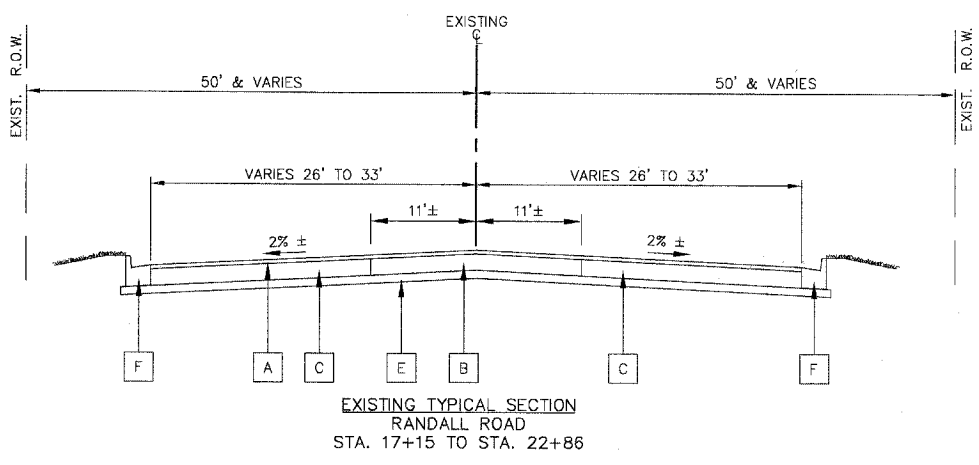 EXISTING
℄
EXIST. R.O.W.
EXIST. R.O.W.
50' & VARIES
50' & VARIES
VARIES 26' TO 33'
VARIES 26' TO 33'
11'±
11'±
2% ±
2% ±
F
A
C
E
B
C
F
EXISTING TYPICAL SECTION
RANDALL ROAD
STA. 17+15 TO STA. 22+86